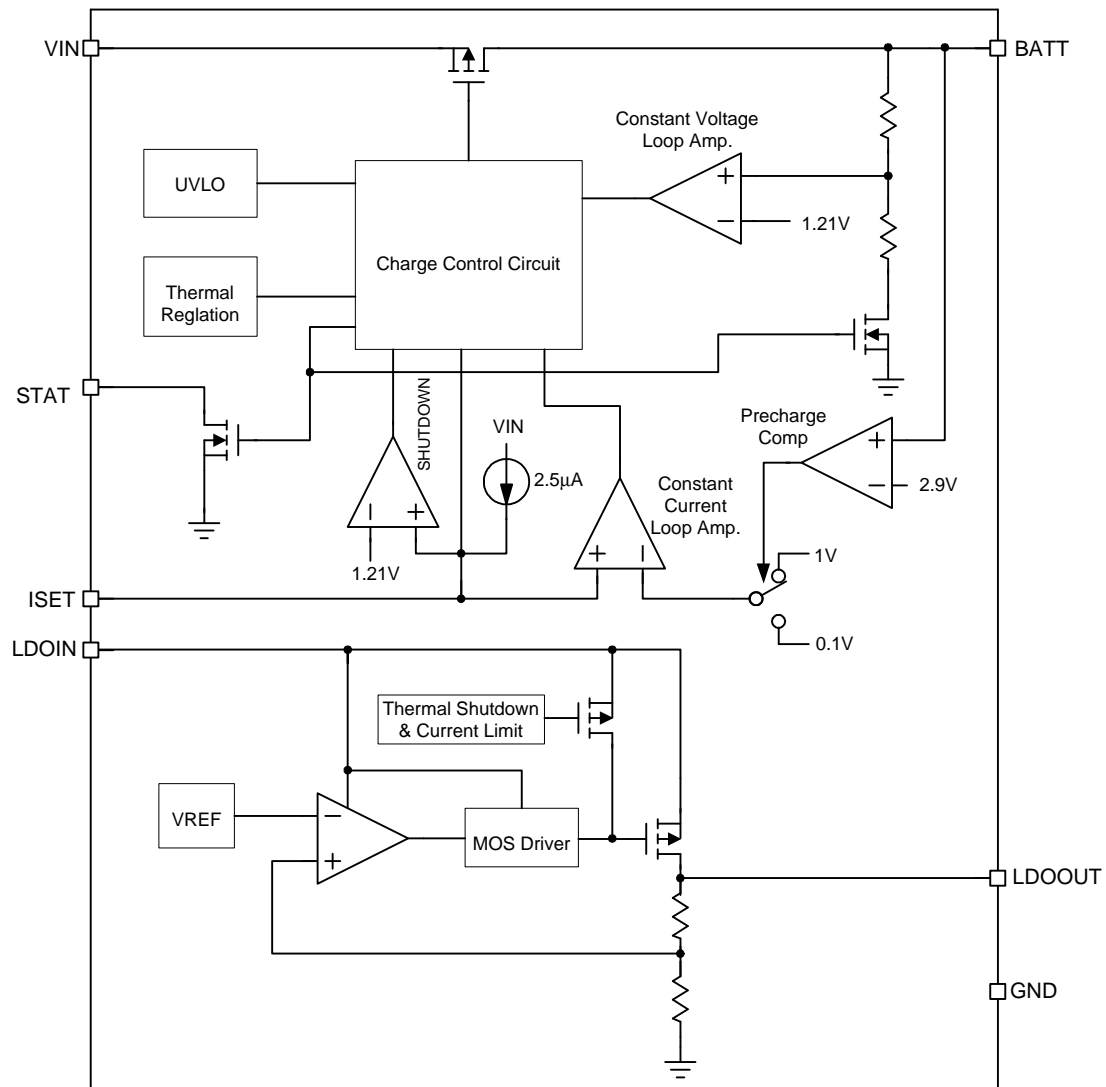 VIN
BATT
Constant Voltage
Loop Amp.
+
−
1.21V
UVLO
Charge Control Circuit
Thermal
Reglation
STAT
SHUTDOWN
VIN
2.5µA
Precharge
Comp
+
−
2.9V
Constant
Current
Loop Amp.
−
+
1.21V
+
−
1V
0.1V
ISET
LDOIN
Thermal Shutdown
& Current Limit
VREF
−
+
MOS Driver
LDOOUT
GND